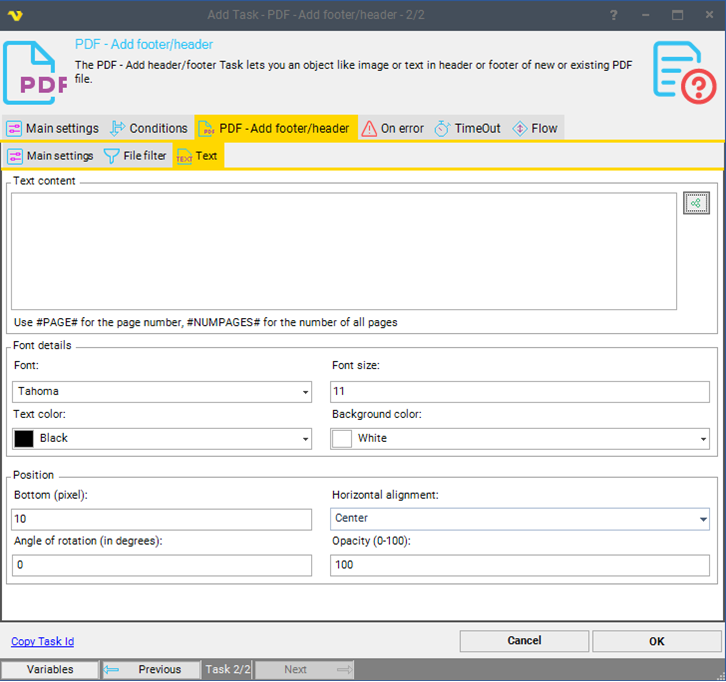 Add Task - PDF - Add footer/header - 2/2
?
PDF - Add footer/header
The PDF - Add header/footer Task lets you an object like image or text in header or footer of new or existing PDF
file.
PDF
?
Main settings Conditions PDF - Add footer/header On error TimeOut Flow
Main settings File filter TEXT Text
Text content
Use #PAGE# for the page number, #NUMPAGES# for the number of all pages
Font details
Font: Font size:
Tahoma 11
Text color: Background color:
Black White
Position
Bottom (pixel): Horizontal alignment:
10 Center
Angle of rotation (in degrees): Opacity (0-100):
0 100
Copy Task Id Cancel OK
Variables Previous Task 2/2 Next